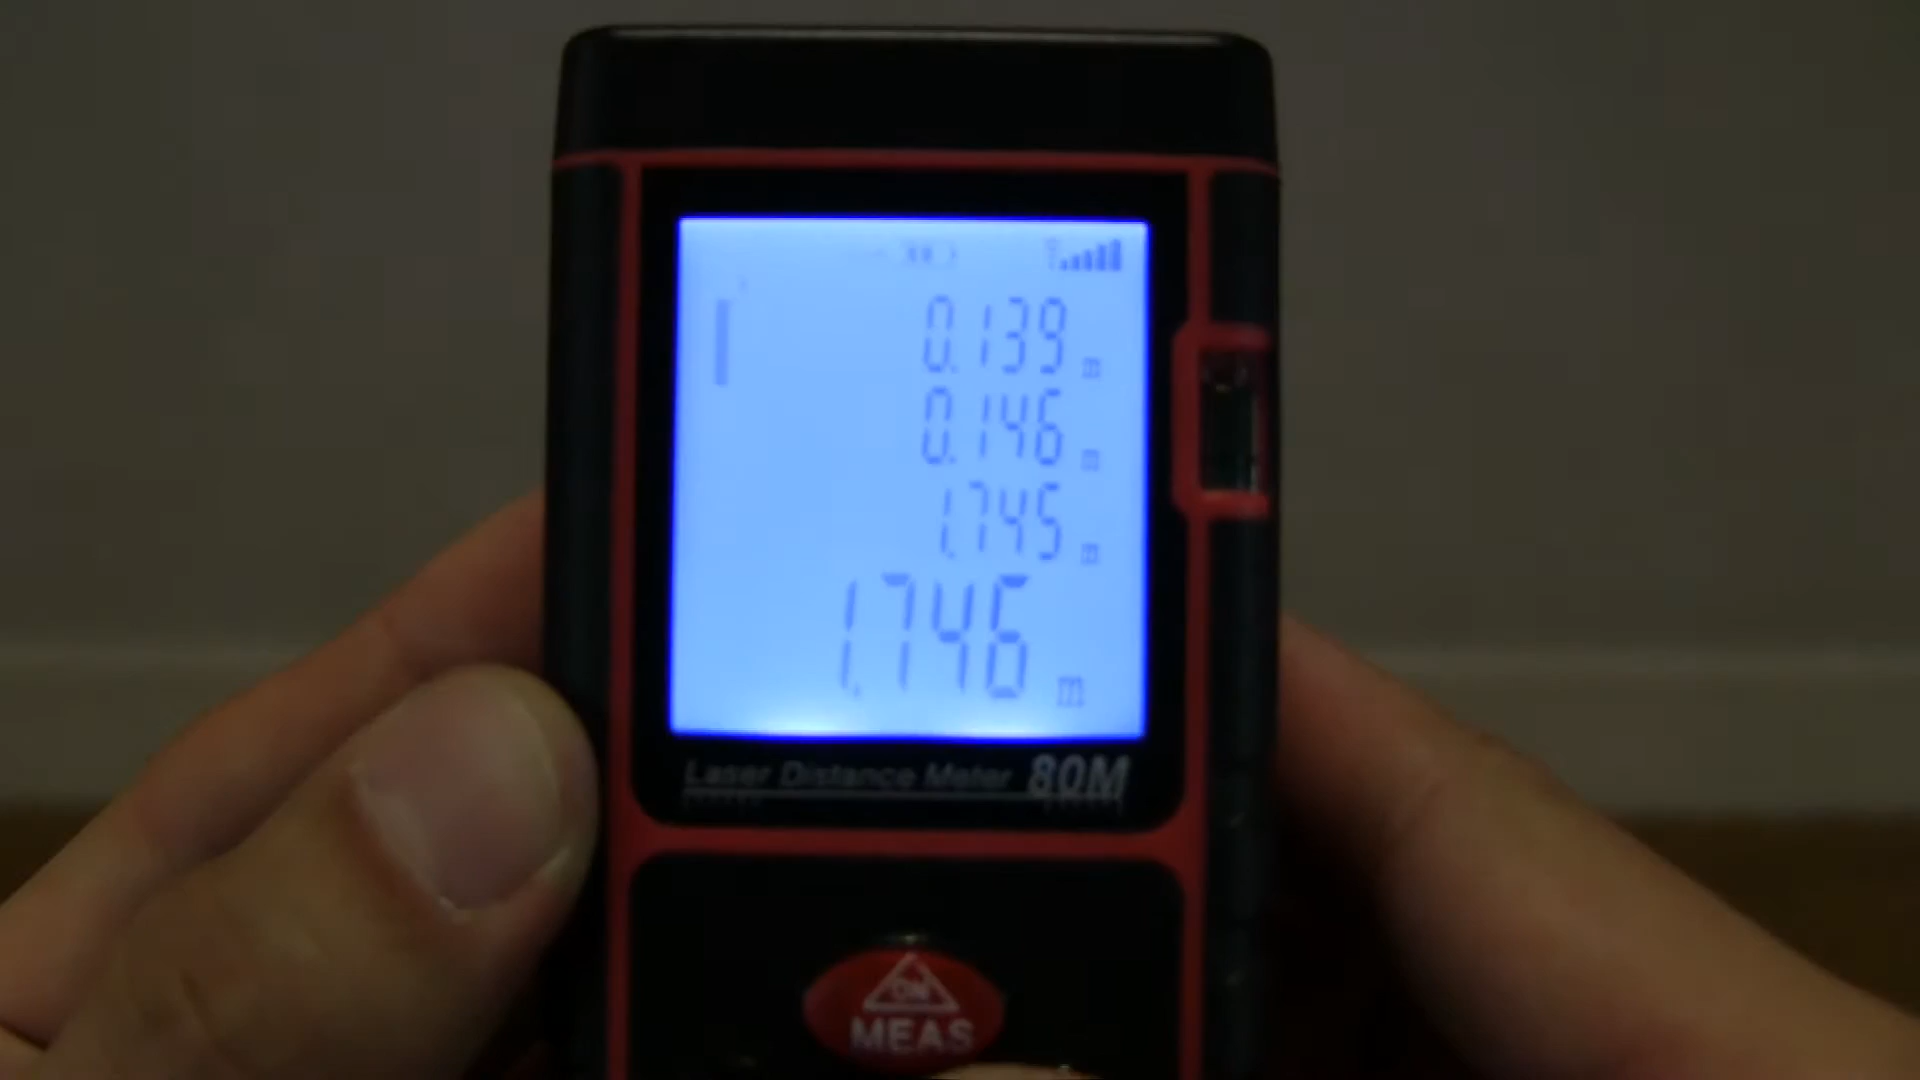 0.139 m
0.146 m
1.745 m
1.746 m
Laser Distance Meter 80M
ON
MEAS